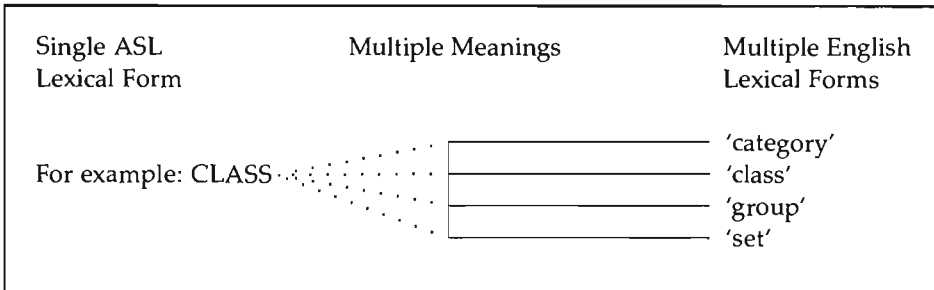 Single ASL Multiple Meanings Multiple English
Lexical Form Lexical Forms
For example: CLASS
'category'
'class'
'group'
'set'